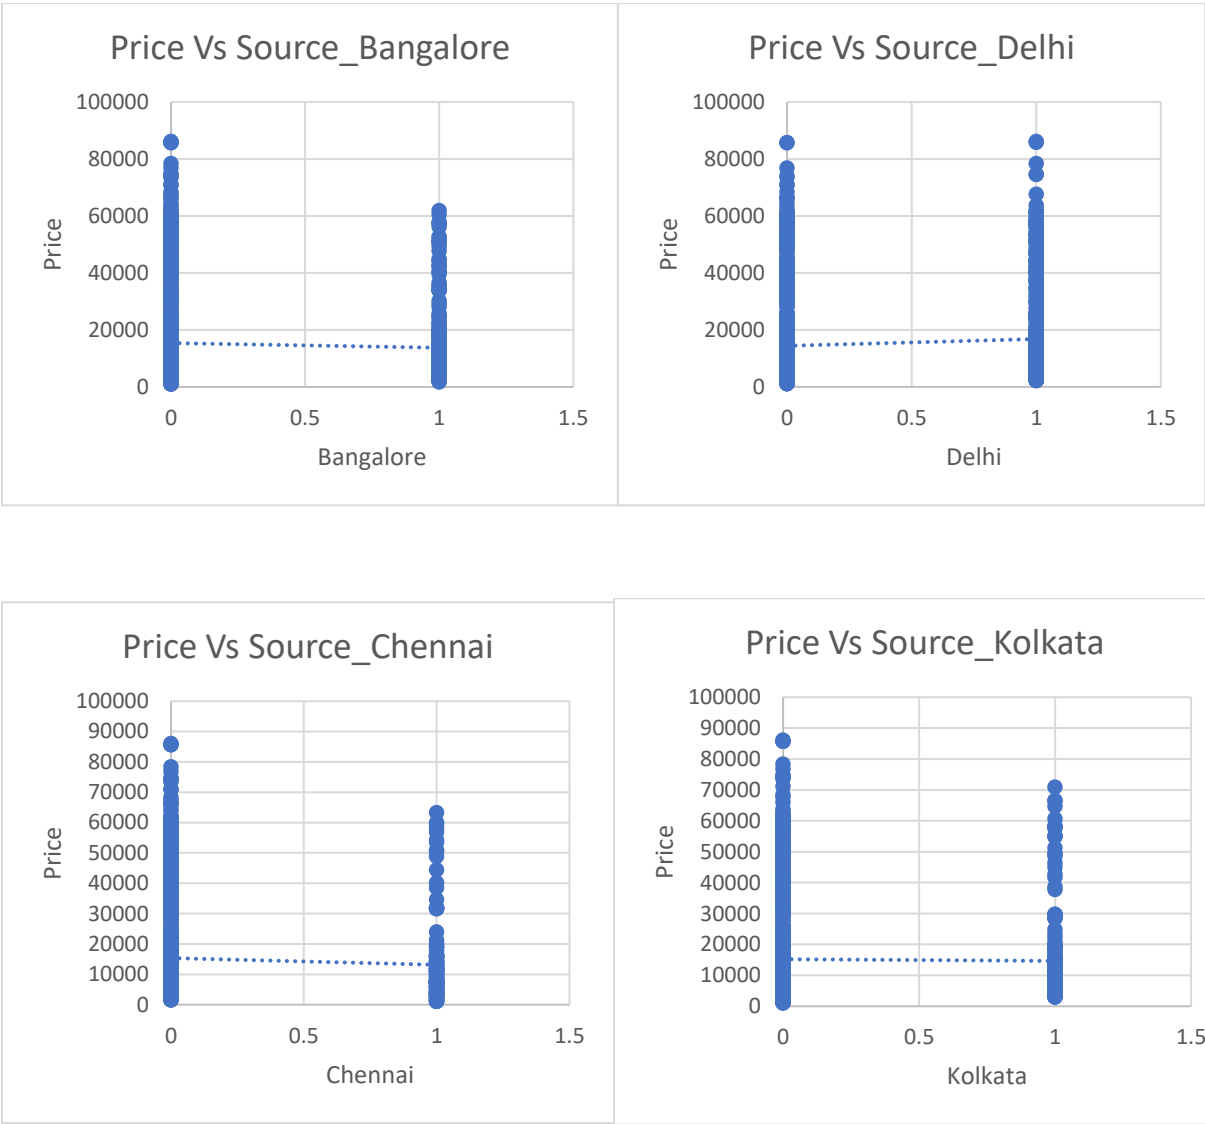 Price Vs Source_Bangalore
100000
80000
60000
40000
20000
0
Price
0 0.5 1 1.5
Bangalore
Price Vs Source_Delhi
100000
80000
60000
40000
20000
0
Price
0 0.5 1 1.5
Delhi
Price Vs Source_Chennai
100000
90000
80000
70000
60000
50000
40000
30000
20000
10000
0
Price
0 0.5 1 1.5
Chennai
Price Vs Source_Kolkata
100000
90000
80000
70000
60000
50000
40000
30000
20000
10000
0
Price
0 0.5 1 1.5
Kolkata